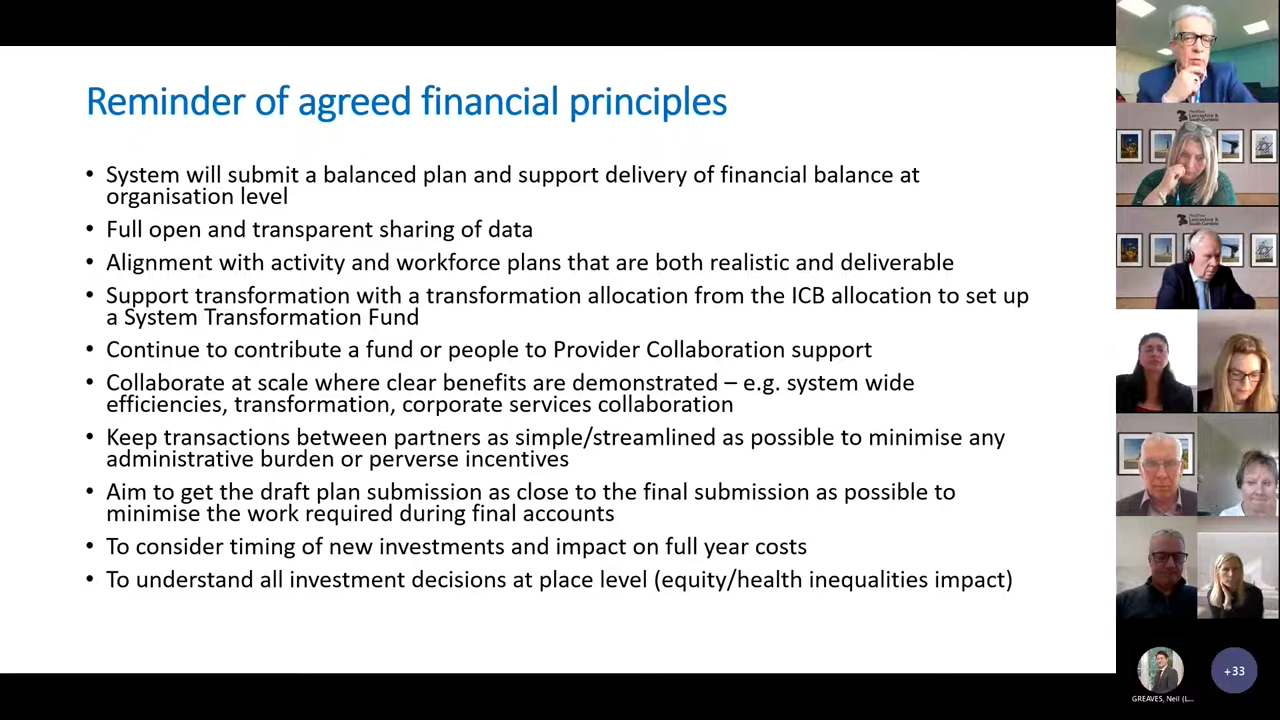 Reminder of agreed financial principles
• System will submit a balanced plan and support delivery of financial balance at
organisation level
• Full open and transparent sharing of data
• Alignment with activity and workforce plans that are both realistic and deliverable
• Support transformation with a transformation allocation from the ICB allocation to set up
a System Transformation Fund
• Continue to contribute a fund or people to Provider Collaboration support
• Collaborate at scale where clear benefits are demonstrated – e.g. system wide
efficiencies, transformation, corporate services collaboration
• Keep transactions between partners as simple/streamlined as possible to minimise any
administrative burden or perverse incentives
• Aim to get the draft plan submission as close to the final submission as possible to
minimise the work required during final accounts
• To consider timing of new investments and impact on full year costs
• To understand all investment decisions at place level (equity/health inequalities impact)
Lancashire &
South Cumbria
Lancashire &
South Cumbria
+33
GREAVES, Neil (L...